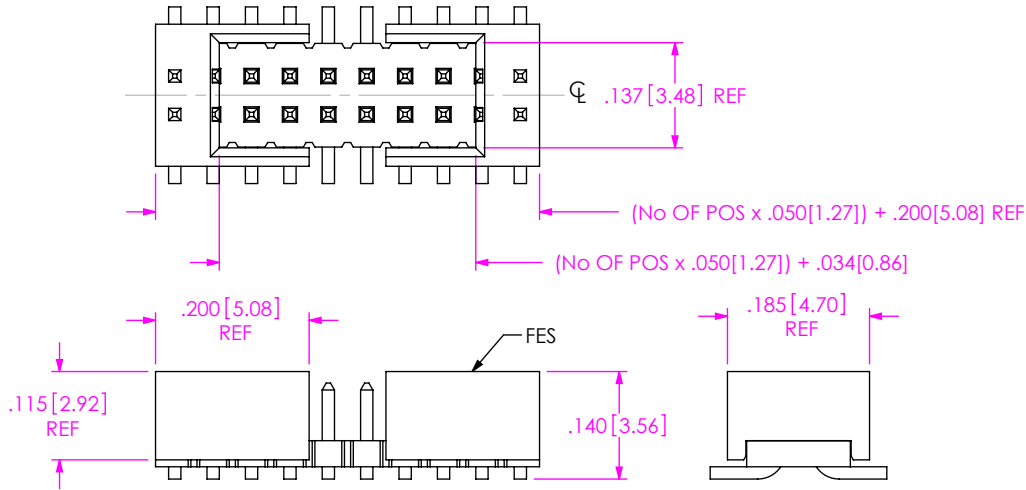 ℄ .137[3.48] REF
(No OF POS x .050[1.27]) + .200[5.08] REF
(No OF POS x .050[1.27]) + .034[0.86]
.200[5.08]
REF
.185[4.70]
REF
FES
.115[2.92]
REF
.140[3.56]